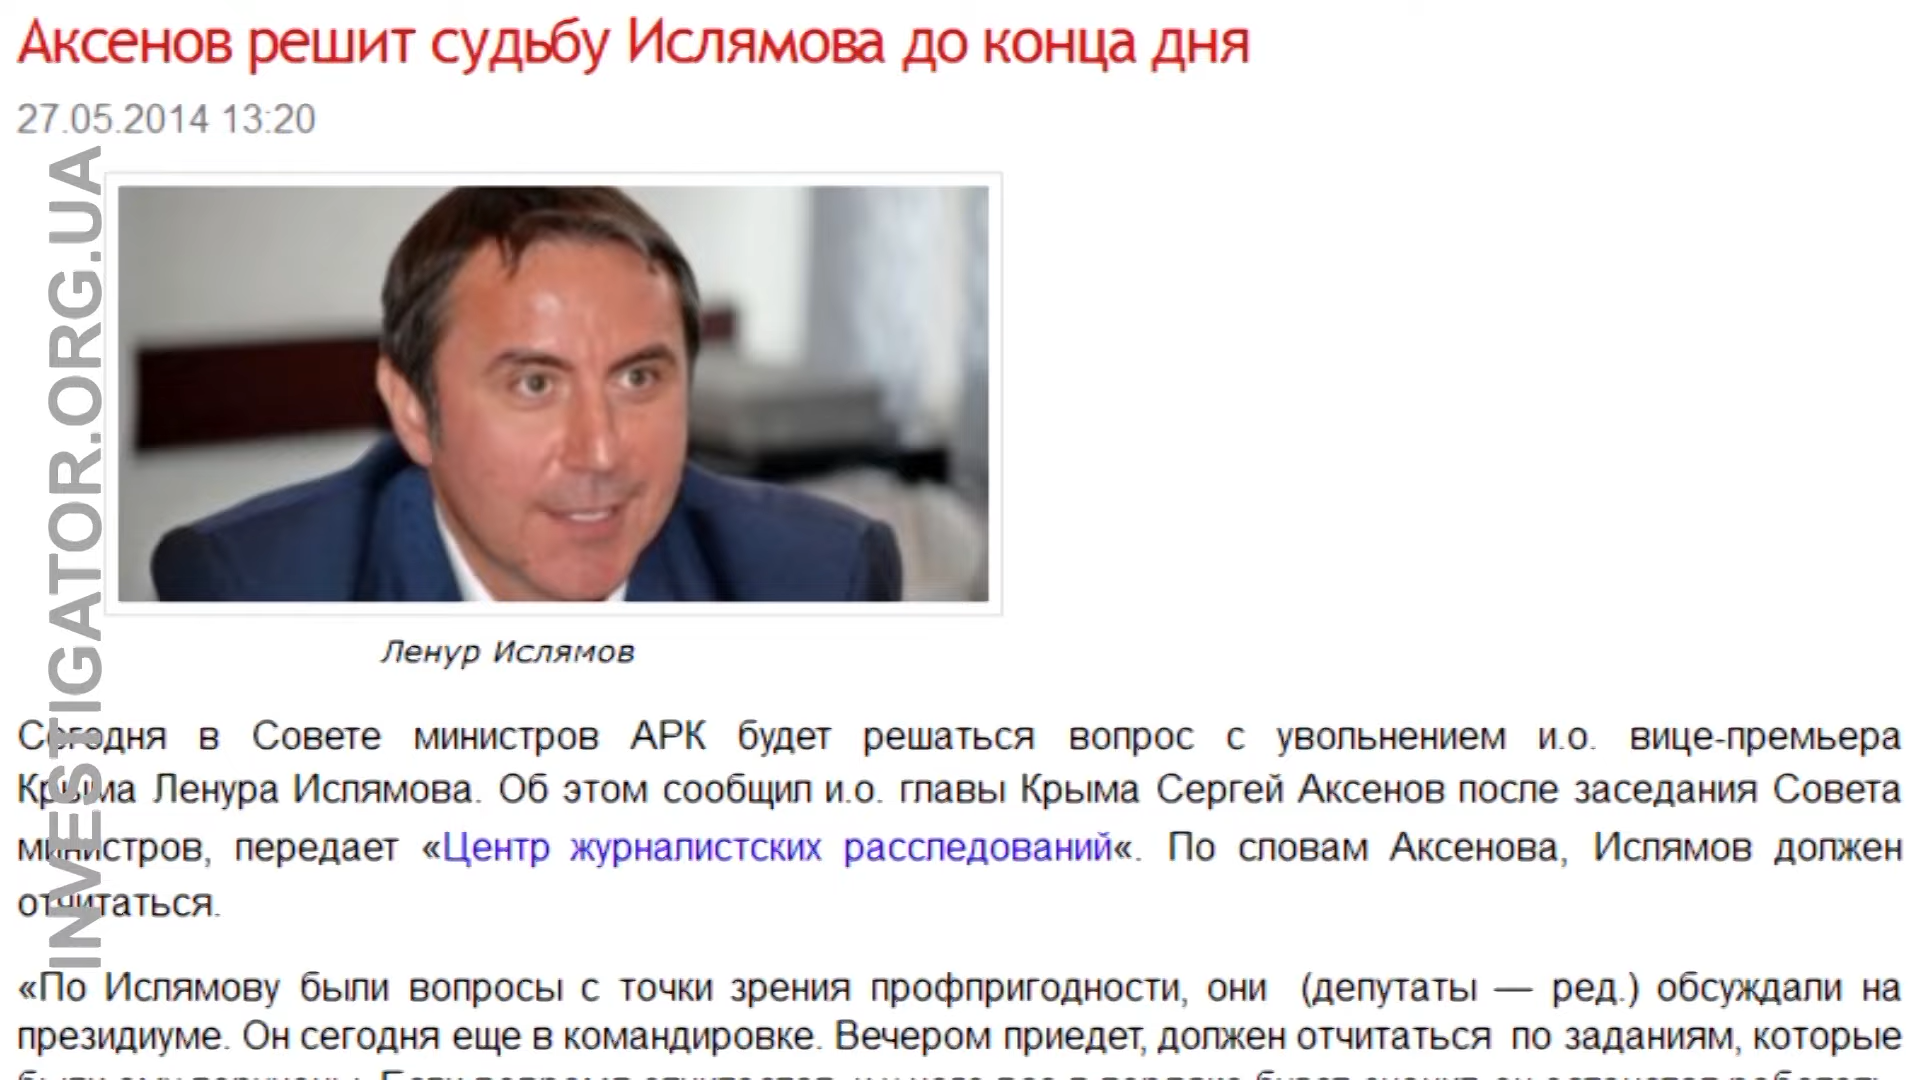 Аксенов решит судьбу Ислямова до конца дня
27.05.2014 13:20
INVESTIGATOR.ORG.UA
Ленур Ислямов
Сегодня в Совете министров АРК будет решаться вопрос с увольнением и.о. вице-премьера
Крыма Ленура Ислямова. Об этом сообщил и.о. главы Крыма Сергей Аксенов после заседания Совета
министров, передает «Центр журналистских расследований«. По словам Аксенова, Ислямов должен
отчитаться.
«По Ислямову были вопросы с точки зрения профпригодности, они (депутаты — ред.) обсуждали на
президиуме. Он сегодня еще в командировке. Вечером приедет, должен отчитаться по заданиям, которые